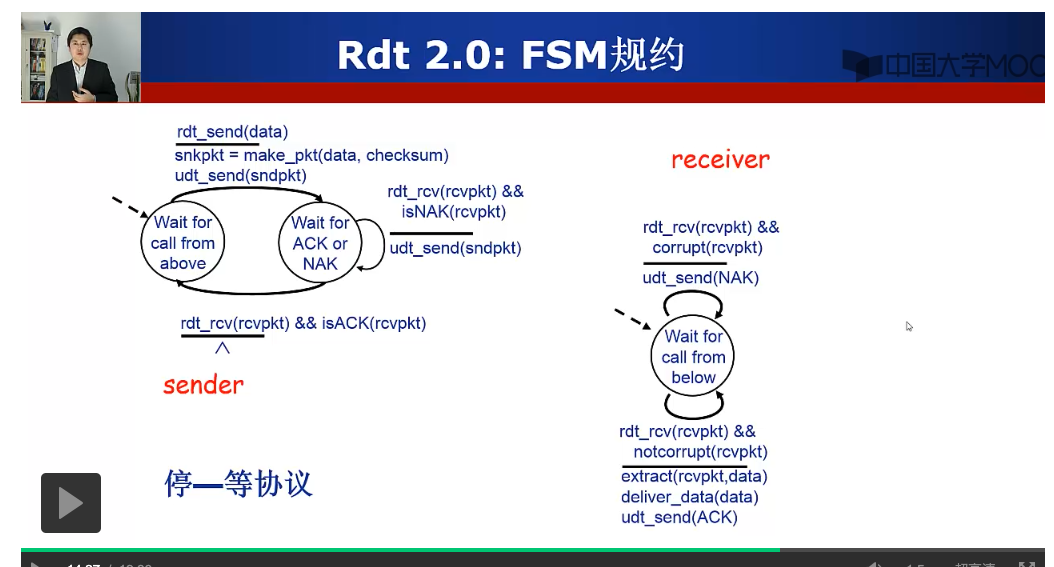 Rdt 2.0: FSM规约
中国大学MOO
rdt_send(data)
snkpkt = make_pkt(data, checksum)
udt_send(sndpkt)
Wait for
call from
above
Wait for
ACK or
NAK
rdt_rcv(rcvpkt) &&
isNAK(rcvpkt)
udt_send(sndpkt)
rdt_rcv(rcvpkt) && isACK(rcvpkt)
Λ
sender
停—等协议
receiver
rdt_rcv(rcvpkt) &&
corrupt(rcvpkt)
udt_send(NAK)
Wait for
call from
below
rdt_rcv(rcvpkt) &&
notcorrupt(rcvpkt)
extract(rcvpkt,data)
deliver_data(data)
udt_send(ACK)